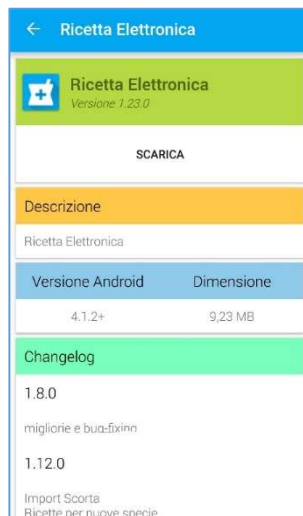 Ricetta Elettronica
Ricetta Elettronica
Versione 1.23.0
SCARICA
Descrizione
Ricetta Elettronica
Versione Android Dimensione
4.1.2+ 9,23 MB
Changelog
1.8.0
migliorie e bug-fixing
1.12.0
Import Scorta
Ricette per nuove specie